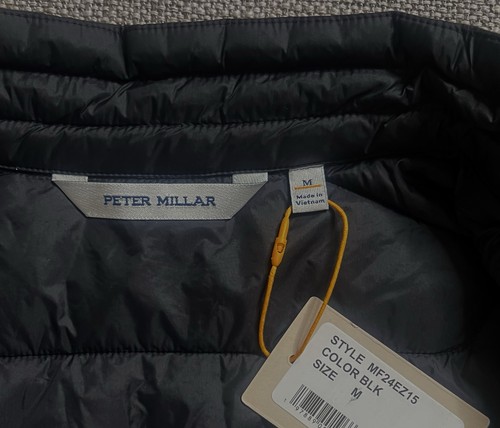 PETER MILLAR
M
Made in
Vietnam
STYLE MF24EZ15
COLOR BLK
SIZE M